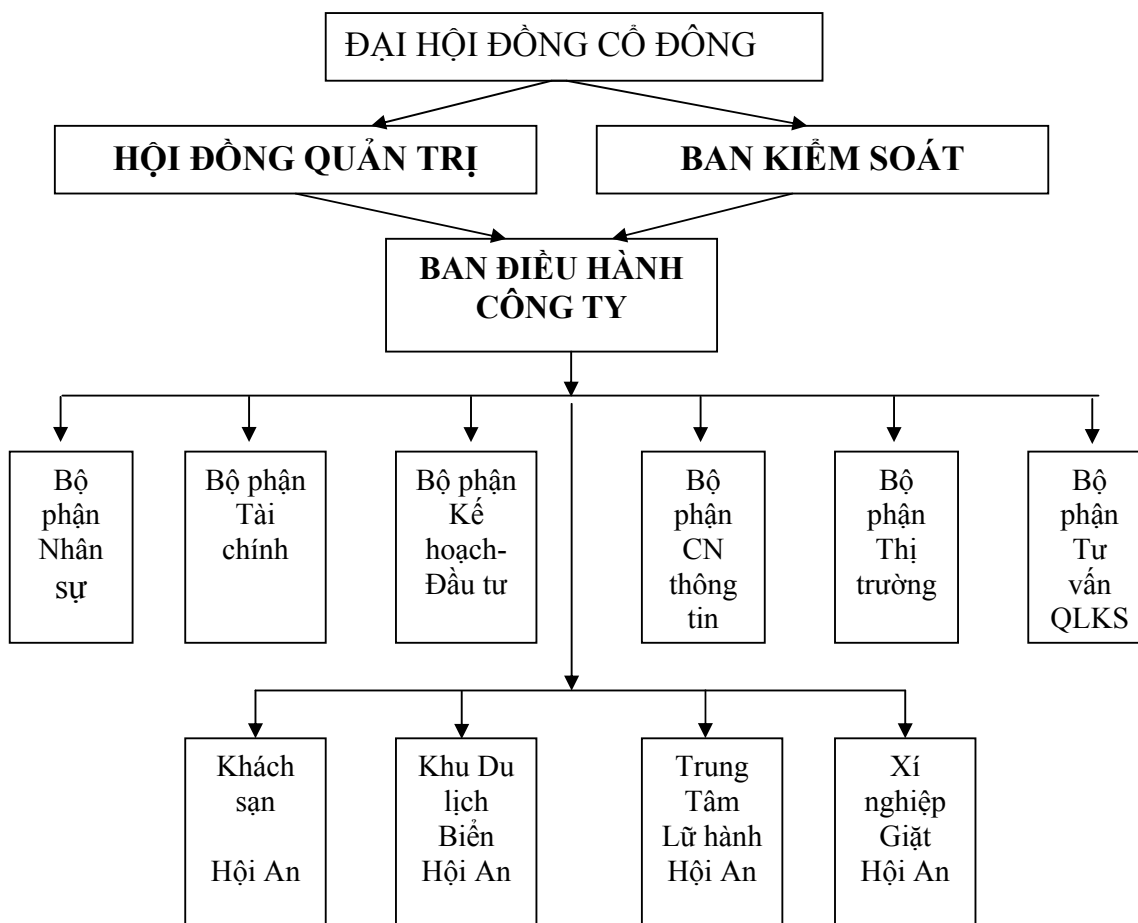 ĐẠI HỘI ĐỒNG CỔ ĐÔNG
HỘI ĐỒNG QUẢN TRỊ
BAN KIỂM SOÁT
BAN ĐIỀU HÀNH
CÔNG TY
Bộ
phận
Nhân
sự
Bộ phận
Tài
chính
Bộ phận
Kế
hoạch-
Đầu tư
Bộ
phận
CN
thông
tin
Bộ
phận
Thị
trường
Bộ
phận
Tư
vấn
QLKS
Khách
sạn
Hội An
Khu Du
lịch
Biển
Hội An
Trung
Tâm
Lữ hành
Hội An
Xí
nghiệp
Giặt
Hội An